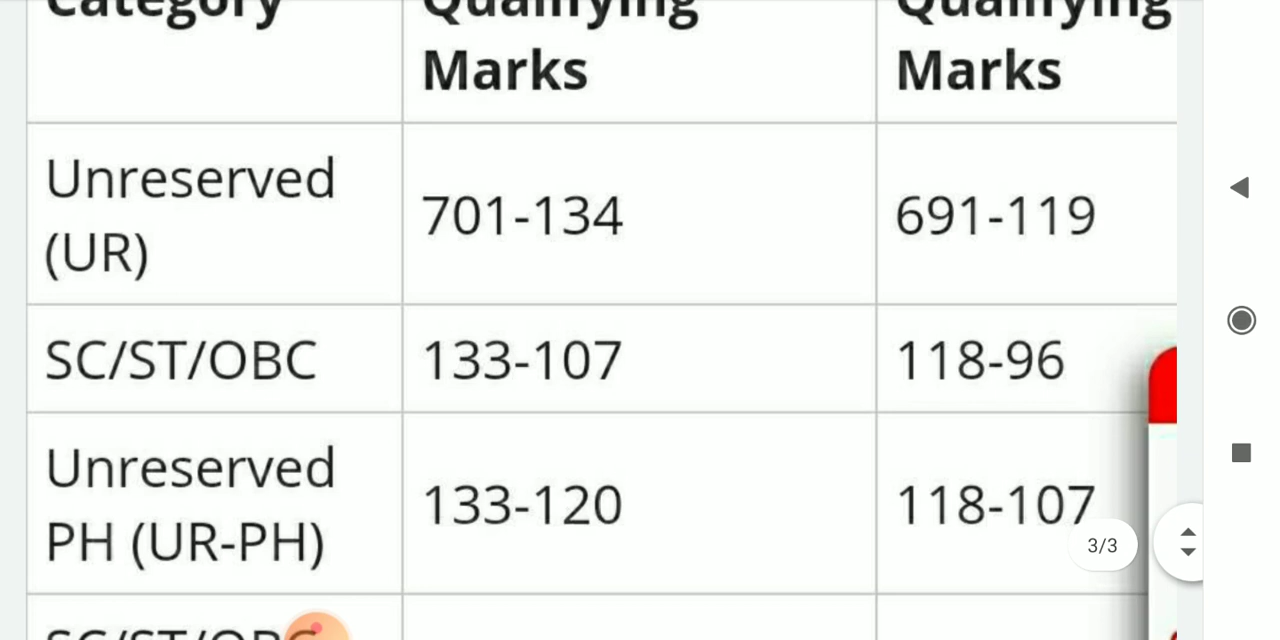 Category
Qualifying
Marks
Qualifying
Marks
Unreserved
(UR)
701-134
691-119
SC/ST/OBC
133-107
118-96
Unreserved
PH (UR-PH)
133-120
118-107
3/3
SC/ST/OBC